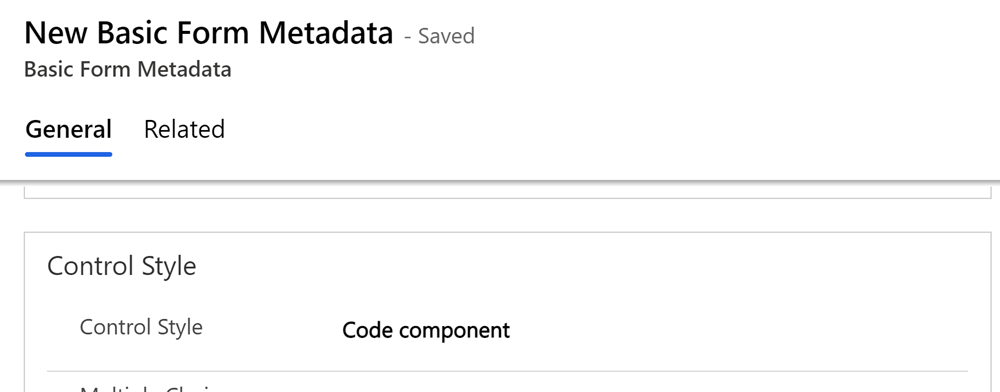 New Basic Form Metadata - Saved
Basic Form Metadata
General Related
Control Style
Control Style Code component